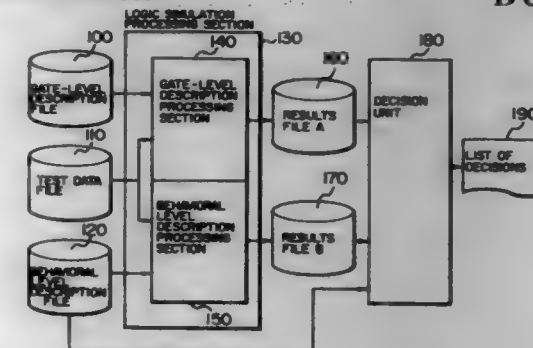 LOGIC SIMULATION
PROCESSING SECTION
130
100
GATE-LEVEL
DESCRIPTION
FILE
110
TEST DATA
FILE
120
BEHAVIORAL
LEVEL
DESCRIPTION
FILE
140
GATE-LEVEL
DESCRIPTION
PROCESSING
SECTION
BEHAVIORAL
LEVEL
DESCRIPTION
PROCESSING
SECTION
150
RESULTS
FILE A
170
RESULTS
FILE B
180
DECISION
UNIT
190
LIST OF
DECISIONS